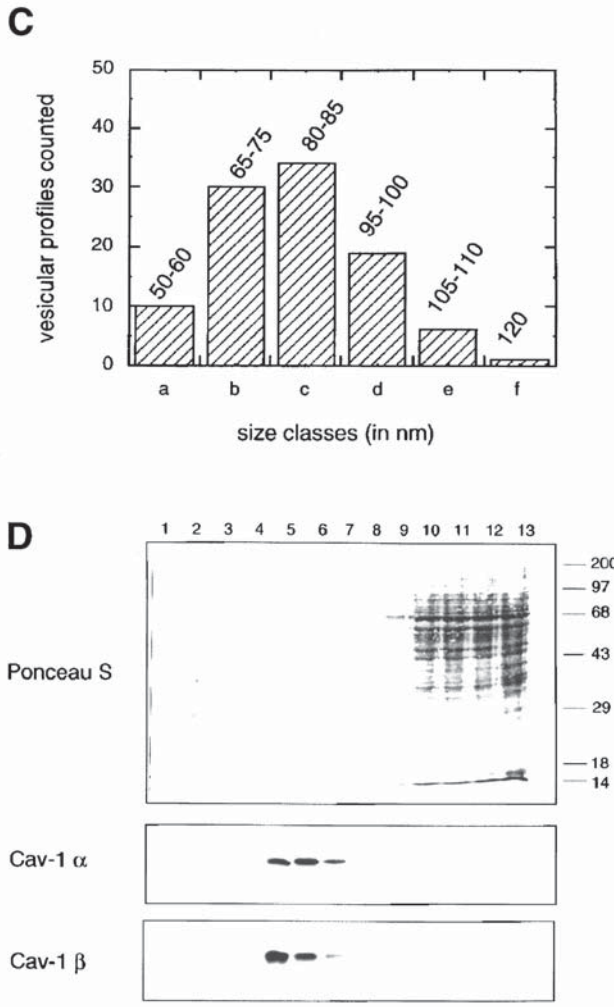 C
50
40
30
20
10
0
vesicular profiles counted
50-60
65-75
80-85
95-100
105-110
120
a b c d e f
size classes (in nm)
D
1 2 3 4 5 6 7 8 9 10 11 12 13
Ponceau S
200
97
68
43
29
18
14
Cav-1 α
Cav-1 β